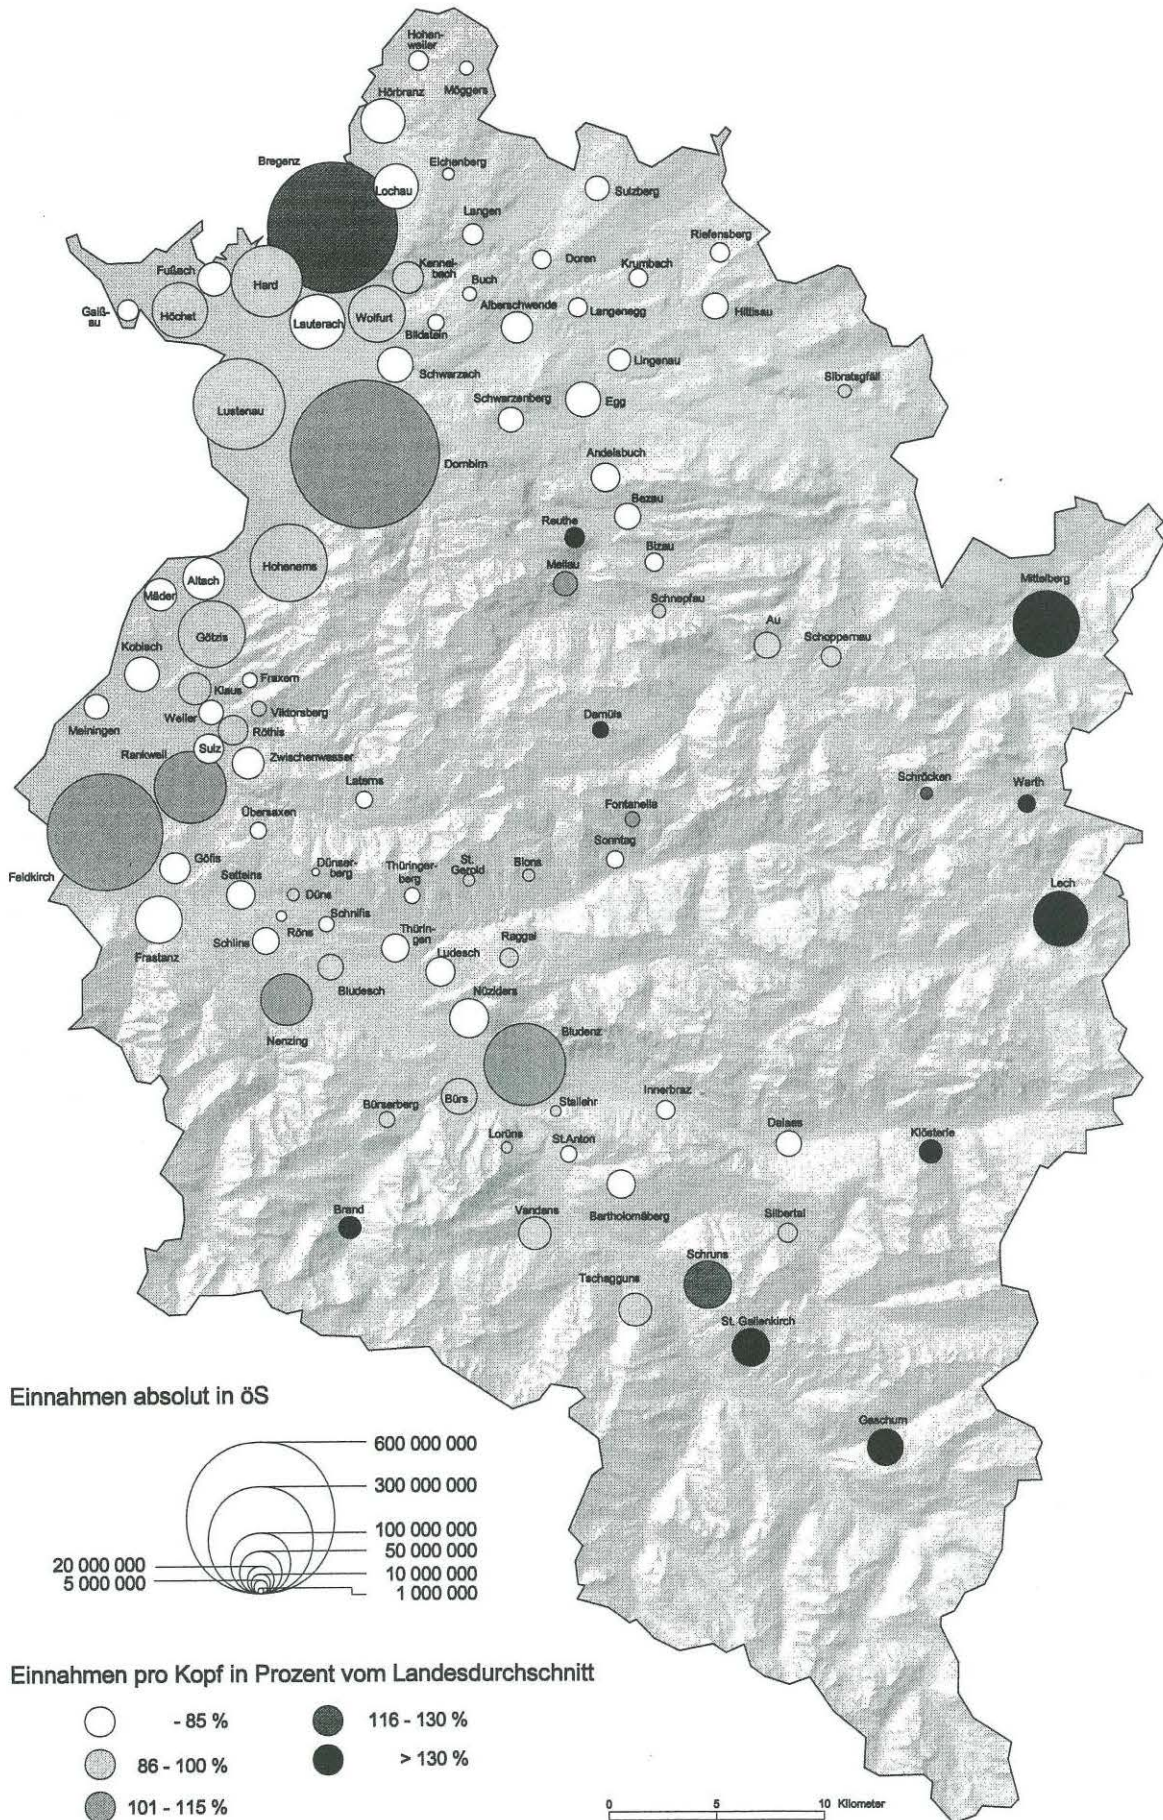 Hohen-
weiler
Möggers
Hörbranz
Bregenz
Eichenberg
Lochau
Sulzberg
Langen
Riefensberg
Fußach
Kennel-
bach
Doren
Krumbach
Hard
Buch
Gaiß-
au
Höchst
Alberschwende
Langenegg
Hittisau
Lauterach
Wolfurt
Bildstein
Lingenau
Schwarzach
Sibratsgfäll
Schwarzenberg
Egg
Lustenau
Andelsbuch
Dornbirn
Bezau
Reuthe
Bizau
Hohenems
Mellau
Altach
Mittelberg
Mäder
Schnepfau
Au
Götzis
Schoppernau
Koblach
Fraxern
Klaus
Viktorsberg
Weiler
Damüls
Meiningen
Röthis
Sulz
Rankweil
Zwischenwasser
Laterns
Schröcken
Warth
Fontanella
Übersaxen
Sonntag
Göfis
Dünser-
berg
Thüringer-
berg
St.
Gerold
Blons
Feldkirch
Satteins
Düns
Lech
Schnifis
Röns
Thürin-
gen
Schlins
Raggal
Frastanz
Ludesch
Bludesch
Nüziders
Nenzing
Bludenz
Innerbraz
Bürs
Bürserberg
Stallehr
Dalaas
Klösterle
Lorüns
St.Anton
Brand
Vandans
Bartholomäberg
Silbertal
Schruns
Tschagguns
St. Gallenkirch
Gaschurn
Einnahmen absolut in öS
600 000 000
300 000 000
100 000 000
50 000 000
20 000 000
10 000 000
5 000 000
1 000 000
Einnahmen pro Kopf in Prozent vom Landesdurchschnitt
- 85 %
116 - 130 %
86 - 100 %
> 130 %
101 - 115 %
0 5 10 Kilometer